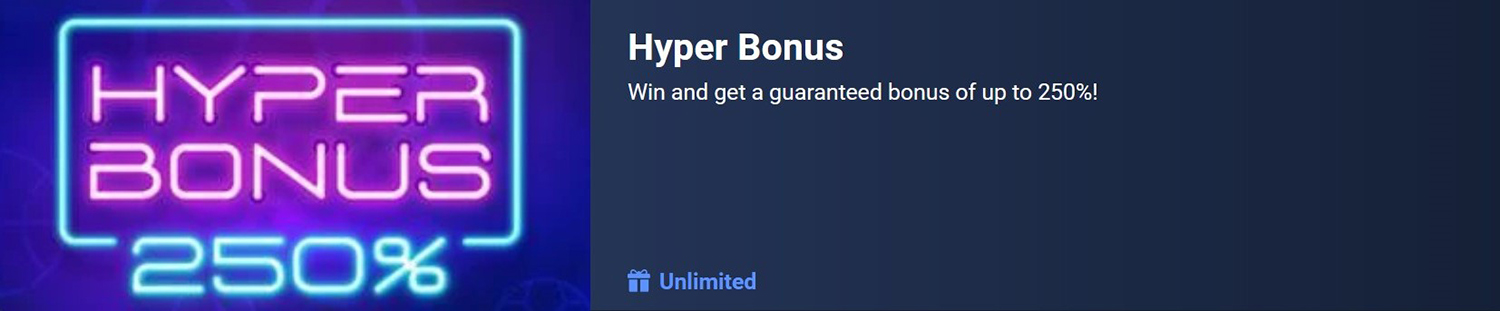 HYPER
BONUS
250%
Hyper Bonus
Win and get a guaranteed bonus of up to 250%!
Unlimited